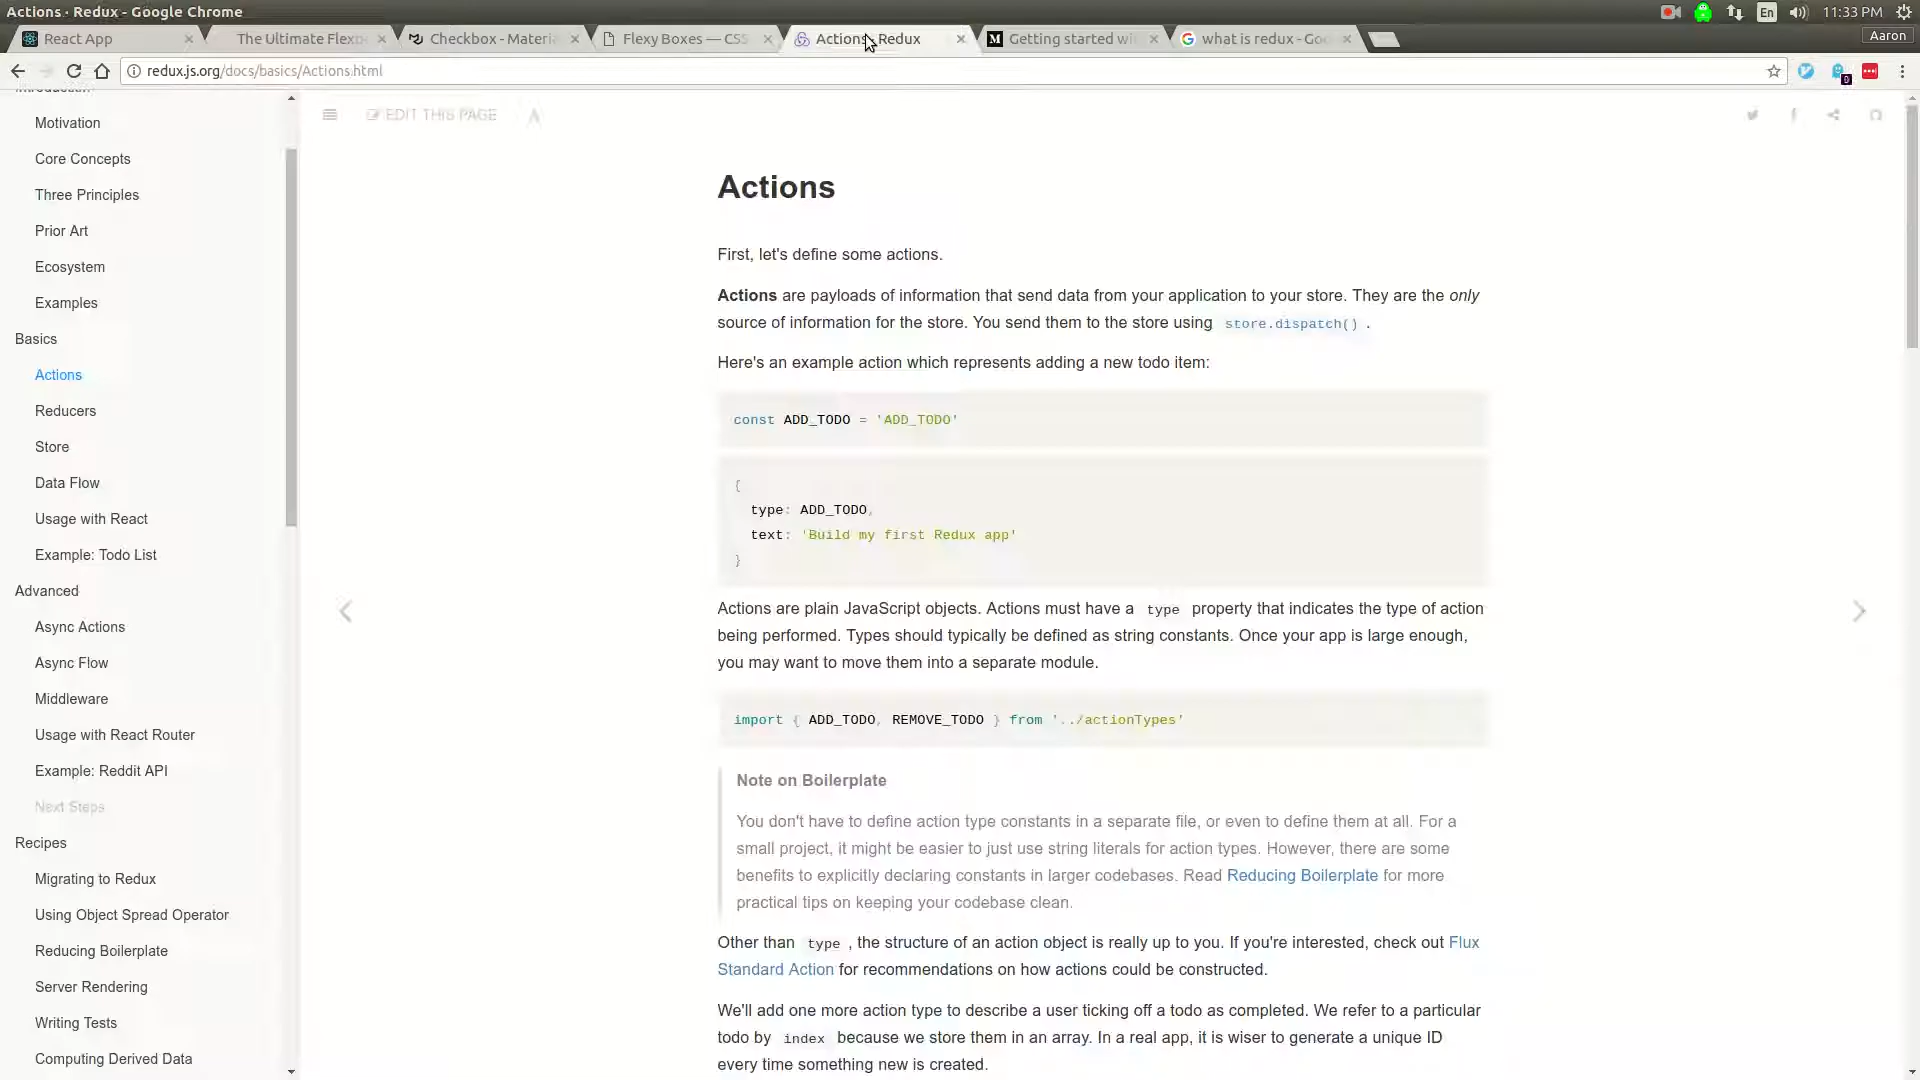 Actions · Redux - Google Chrome
En
11:33 PM
React App
The Ultimate Flexb
Checkbox - Materia
Flexy Boxes — CSS
Actions · Redux
Getting started wi
what is redux - Goo
Aaron
redux.js.org/docs/basics/Actions.html
Motivation
Core Concepts
Three Principles
Prior Art
Ecosystem
Examples
Basics
Actions
Reducers
Store
Data Flow
Usage with React
Example: Todo List
Advanced
Async Actions
Async Flow
Middleware
Usage with React Router
Example: Reddit API
Next Steps
Recipes
Migrating to Redux
Using Object Spread Operator
Reducing Boilerplate
Server Rendering
Writing Tests
Computing Derived Data
EDIT THIS PAGE
A
Actions
First, let's define some actions.
Actions are payloads of information that send data from your application to your store. They are the only
source of information for the store. You send them to the store using store.dispatch() .
Here's an example action which represents adding a new todo item:
const ADD_TODO = 'ADD_TODO'
{
type: ADD_TODO,
text: 'Build my first Redux app'
}
Actions are plain JavaScript objects. Actions must have a type property that indicates the type of action
being performed. Types should typically be defined as string constants. Once your app is large enough,
you may want to move them into a separate module.
import { ADD_TODO, REMOVE_TODO } from '../actionTypes'
Note on Boilerplate
You don't have to define action type constants in a separate file, or even to define them at all. For a
small project, it might be easier to just use string literals for action types. However, there are some
benefits to explicitly declaring constants in larger codebases. Read Reducing Boilerplate for more
practical tips on keeping your codebase clean.
Other than type , the structure of an action object is really up to you. If you're interested, check out Flux
Standard Action for recommendations on how actions could be constructed.
We'll add one more action type to describe a user ticking off a todo as completed. We refer to a particular
todo by index because we store them in an array. In a real app, it is wiser to generate a unique ID
every time something new is created.